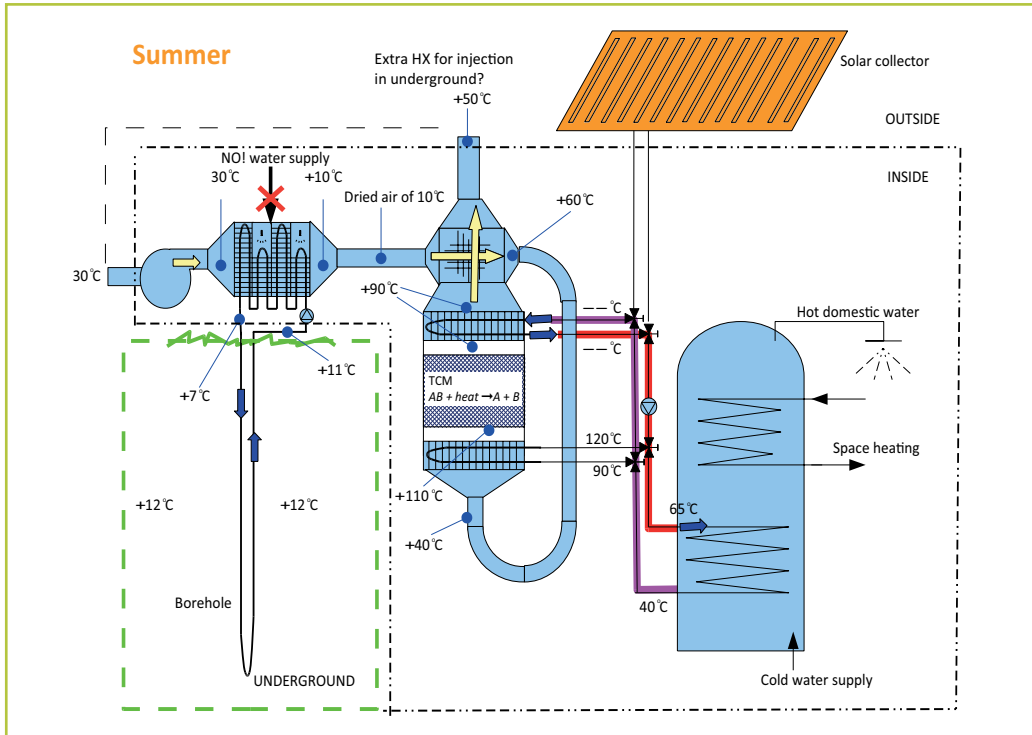 Summer
Extra HX for injection
in underground?
+50℃
Solar collector
OUTSIDE
INSIDE
NO! water supply
30℃
+10℃
Dried air of 10℃
+60℃
30℃
+90℃
−−℃
−−℃
Hot domestic water
+7℃
+11℃
TCM
AB + heat →A + B
120℃
90℃
Space heating
+110℃
+12℃
+12℃
+40℃
65℃
40℃
Borehole
UNDERGROUND
Cold water supply